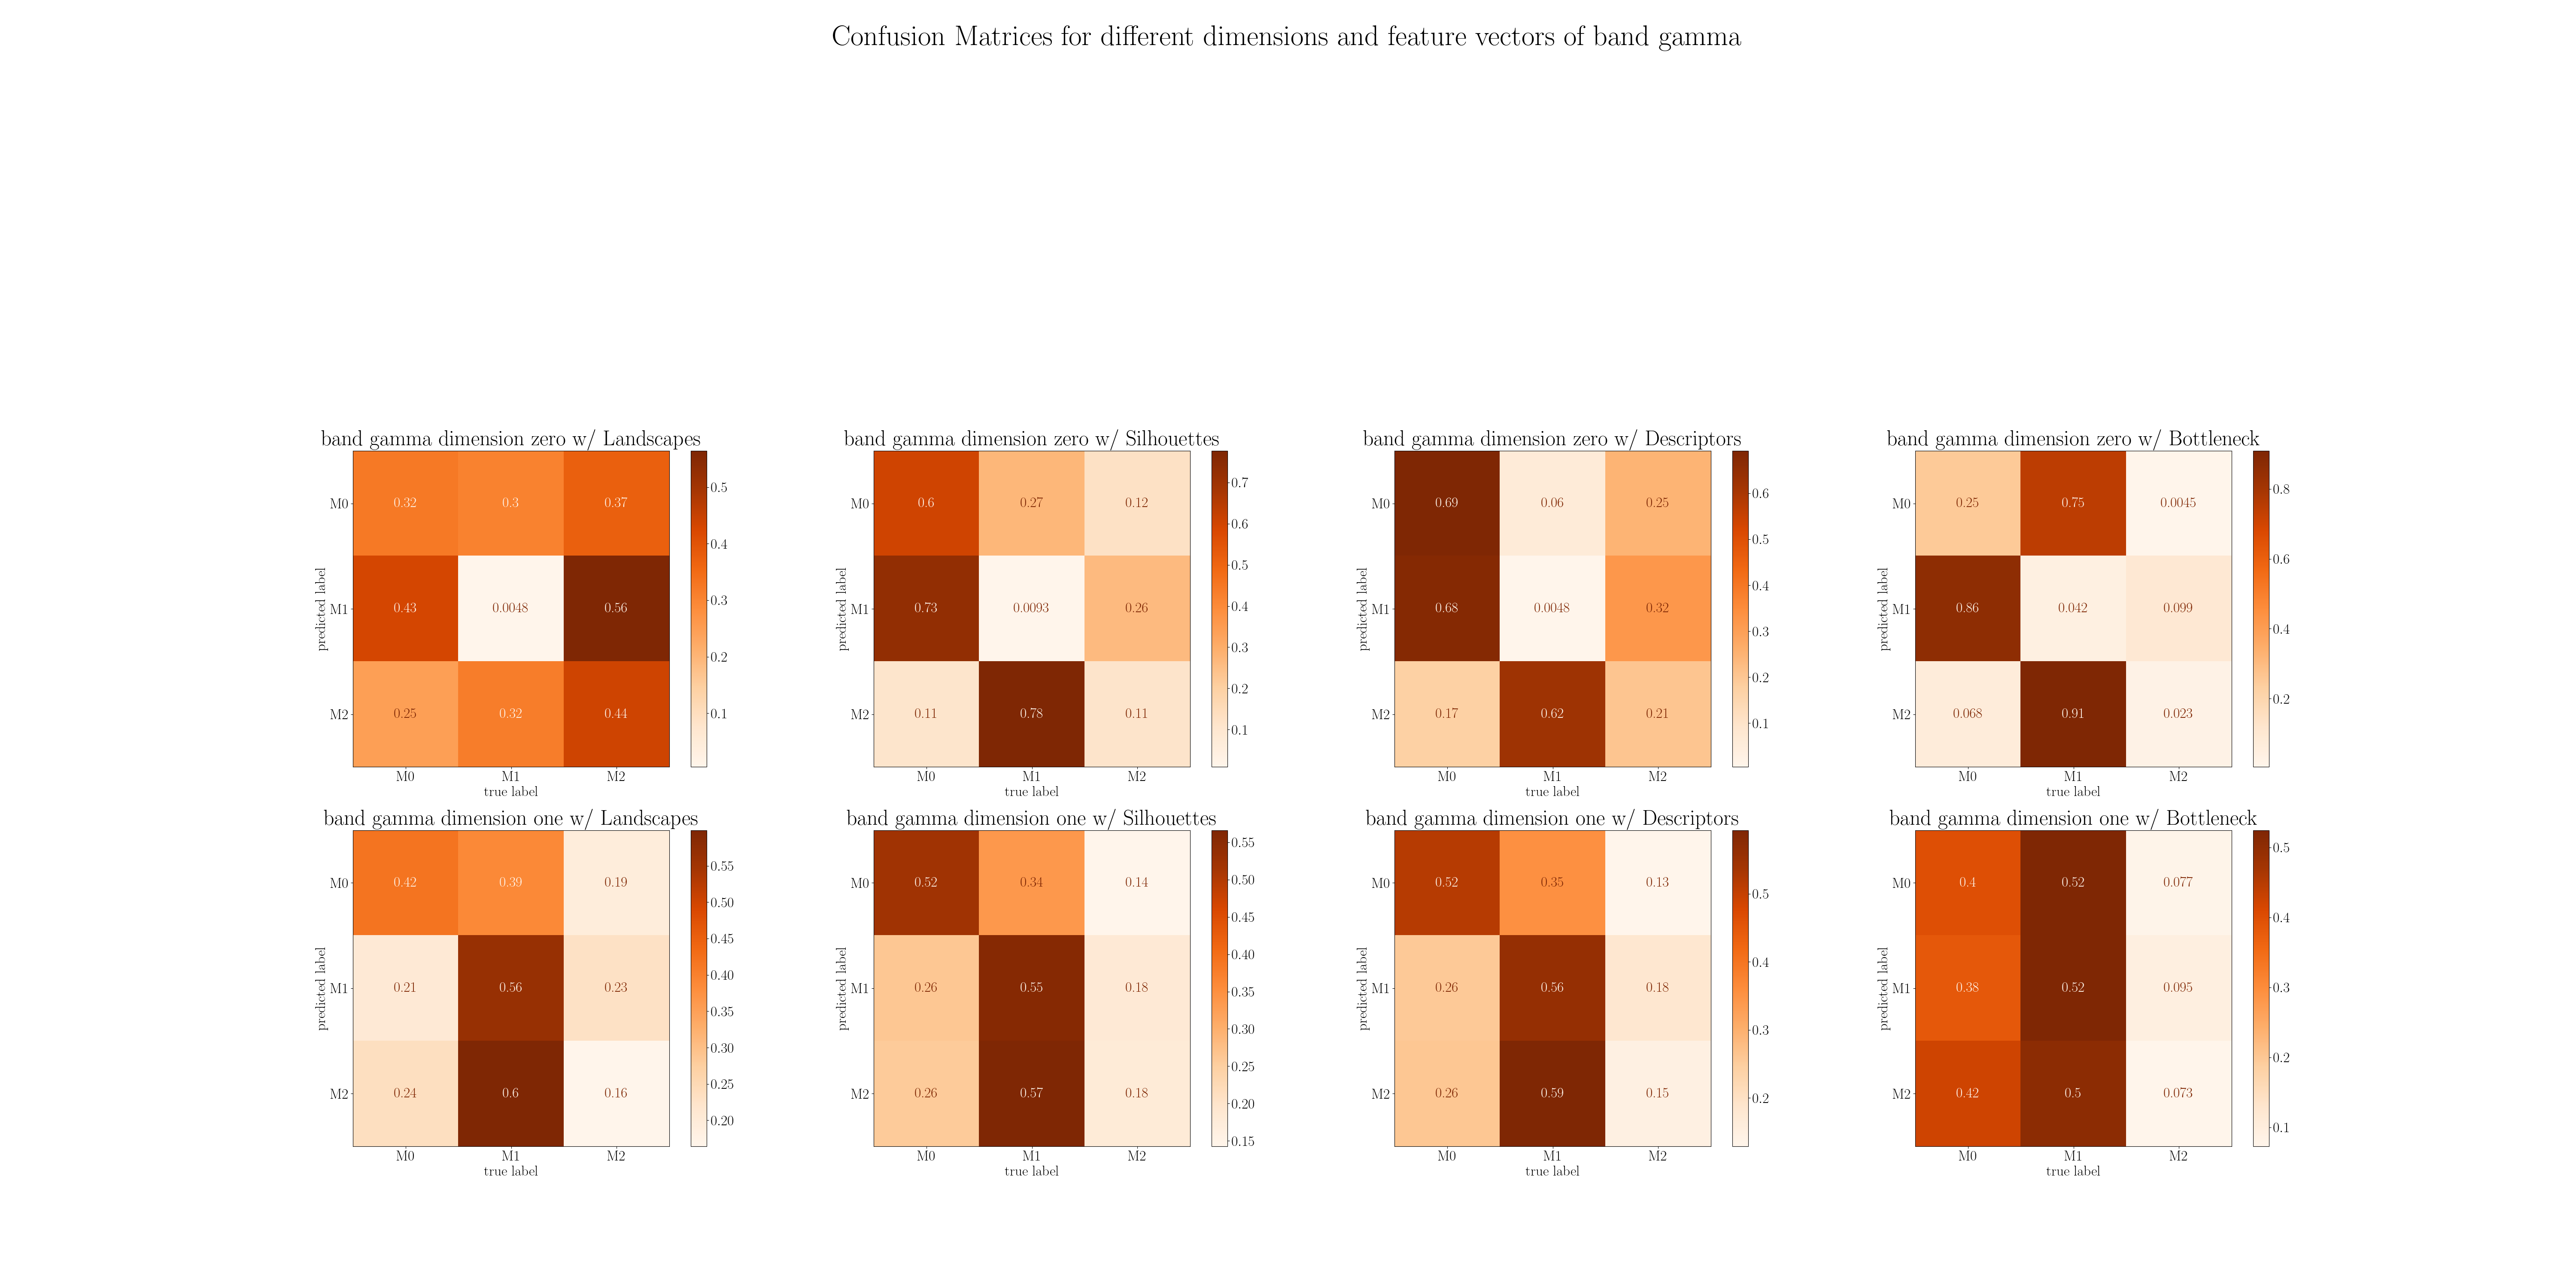 Confusion Matrices for different dimensions and feature vectors of band gamma
band gamma dimension zero w/ Landscapes
predicted label
M0 0.32 0.3 0.37
M1 0.43 0.0048 0.56
M2 0.25 0.32 0.44
M0 M1 M2
true label
0.5
0.4
0.3
0.2
0.1
band gamma dimension zero w/ Silhouettes
predicted label
M0 0.6 0.27 0.12
M1 0.73 0.0093 0.26
M2 0.11 0.78 0.11
M0 M1 M2
true label
0.7
0.6
0.5
0.4
0.3
0.2
0.1
band gamma dimension zero w/ Descriptors
predicted label
M0 0.69 0.06 0.25
M1 0.68 0.0048 0.32
M2 0.17 0.62 0.21
M0 M1 M2
true label
0.6
0.5
0.4
0.3
0.2
0.1
band gamma dimension zero w/ Bottleneck
predicted label
M0 0.25 0.75 0.0045
M1 0.86 0.042 0.099
M2 0.068 0.91 0.023
M0 M1 M2
true label
0.8
0.6
0.4
0.2
band gamma dimension one w/ Landscapes
predicted label
M0 0.42 0.39 0.19
M1 0.21 0.56 0.23
M2 0.24 0.6 0.16
M0 M1 M2
true label
0.55
0.50
0.45
0.40
0.35
0.30
0.25
0.20
band gamma dimension one w/ Silhouettes
predicted label
M0 0.52 0.34 0.14
M1 0.26 0.55 0.18
M2 0.26 0.57 0.18
M0 M1 M2
true label
0.55
0.50
0.45
0.40
0.35
0.30
0.25
0.20
0.15
band gamma dimension one w/ Descriptors
predicted label
M0 0.52 0.35 0.13
M1 0.26 0.56 0.18
M2 0.26 0.59 0.15
M0 M1 M2
true label
0.5
0.4
0.3
0.2
band gamma dimension one w/ Bottleneck
predicted label
M0 0.4 0.52 0.077
M1 0.38 0.52 0.095
M2 0.42 0.5 0.073
M0 M1 M2
true label
0.5
0.4
0.3
0.2
0.1